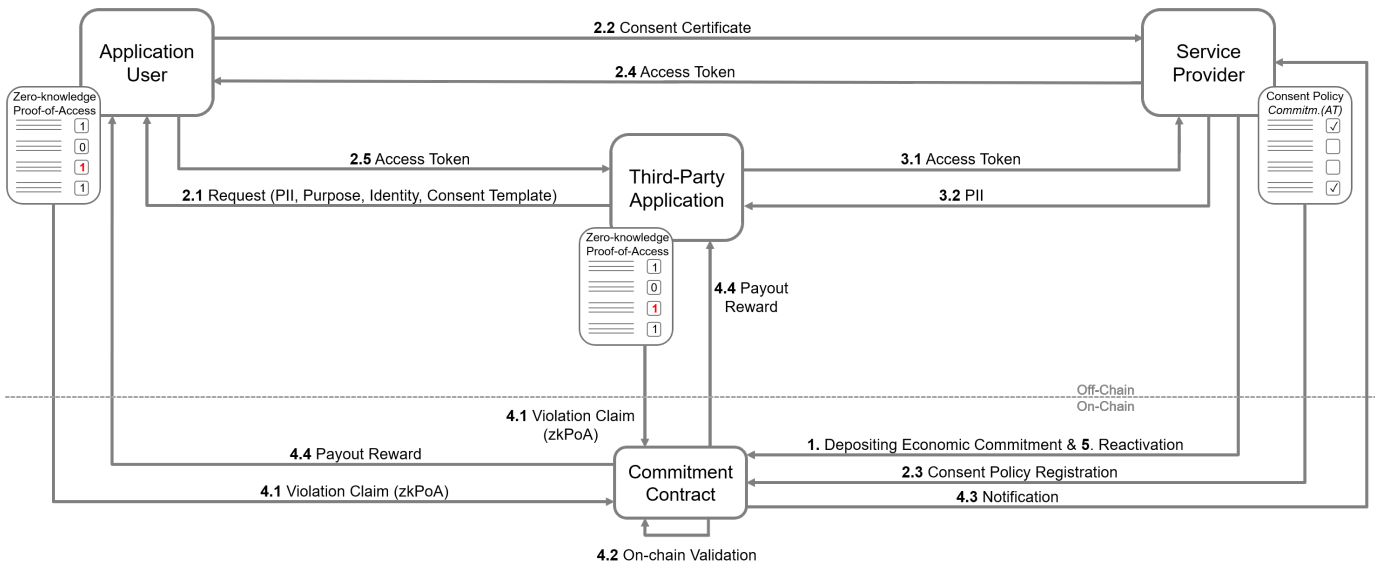 2.2 Consent Certificate
Application
User
Service
Provider
2.4 Access Token
Zero-knowledge
Proof-of-Access
1
0
1
1
Consent Policy
Commitm.(AT)
✓
✓
2.5 Access Token
3.1 Access Token
Third-Party
Application
2.1 Request (PII, Purpose, Identity, Consent Template)
3.2 PII
Zero-knowledge
Proof-of-Access
1
0
1
1
4.4 Payout
Reward
Off-Chain
On-Chain
4.1 Violation Claim
(zkPoA)
4.4 Payout Reward
1. Depositing Economic Commitment & 5. Reactivation
Commitment
Contract
2.3 Consent Policy Registration
4.1 Violation Claim (zkPoA)
4.3 Notification
4.2 On-chain Validation